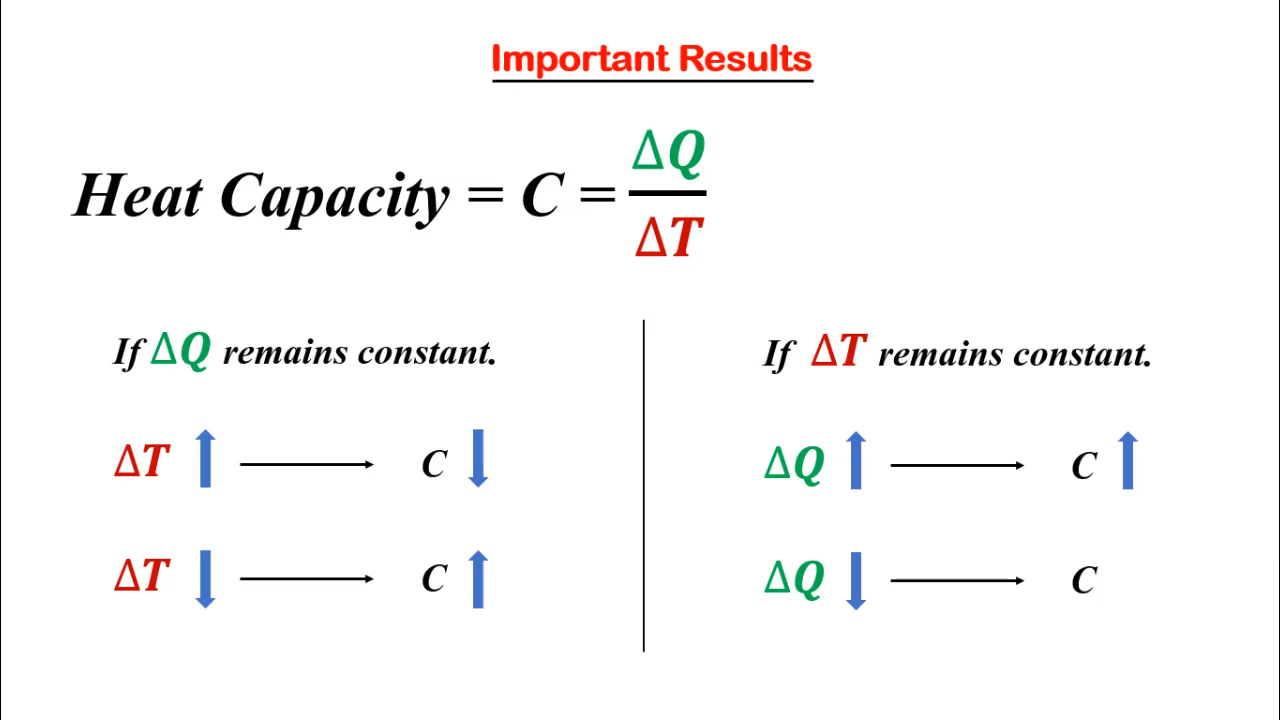 Important Results
Heat Capacity = C = ΔQ / ΔT
If ΔQ remains constant.
ΔT ↑ → C ↓
ΔT ↓ → C ↑
If ΔT remains constant.
ΔQ ↑ → C ↑
ΔQ ↓ → C